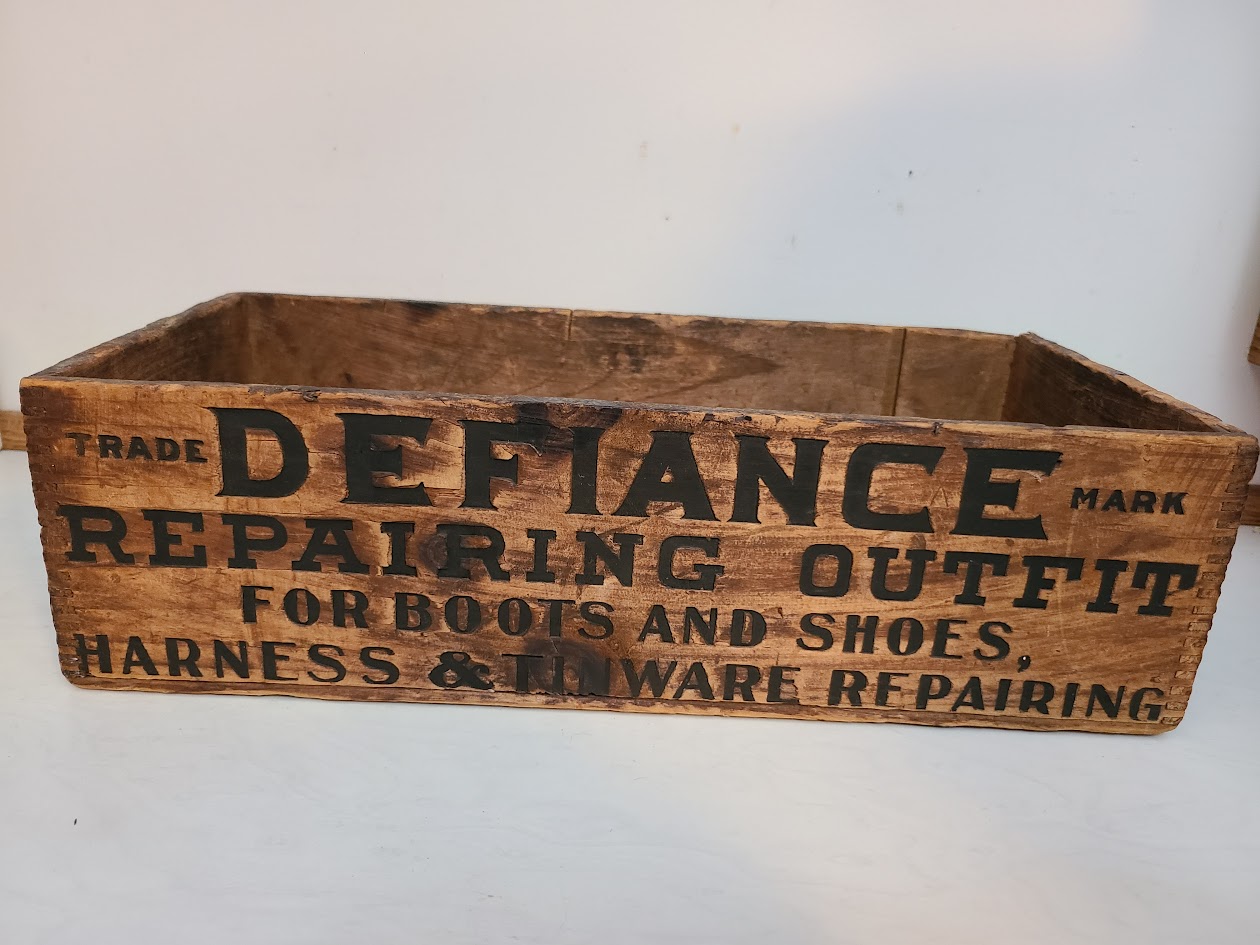 TRADE DEFIANCE MARK
REPAIRING OUTFIT
FOR BOOTS AND SHOES,
HARNESS & TINWARE REPAIRING